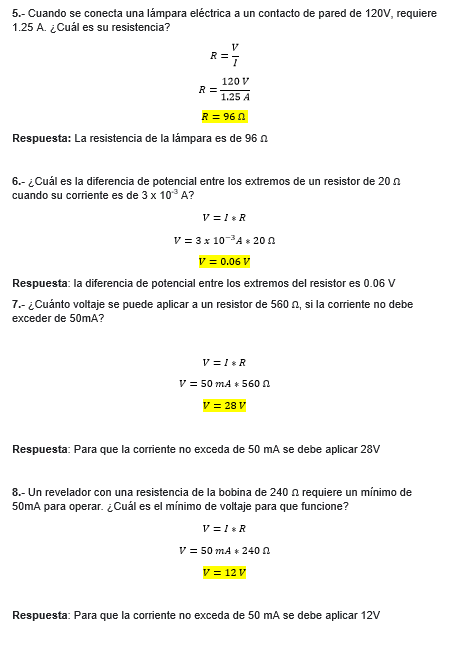 5.- Cuando se conecta una lámpara eléctrica a un contacto de pared de 120V, requiere
1.25 A. ¿Cuál es su resistencia?
R = V/I
R = 120 V/1.25 A
R = 96 Ω
Respuesta: La resistencia de la lámpara es de 96 Ω
6.- ¿Cuál es la diferencia de potencial entre los extremos de un resistor de 20 Ω
cuando su corriente es de 3 x 10⁻³ A?
V = I ∗ R
V = 3 x 10⁻³A ∗ 20 Ω
V = 0.06 V
Respuesta: la diferencia de potencial entre los extremos del resistor es 0.06 V
7.- ¿Cuánto voltaje se puede aplicar a un resistor de 560 Ω, si la corriente no debe
exceder de 50mA?
V = I ∗ R
V = 50 mA ∗ 560 Ω
V = 28 V
Respuesta: Para que la corriente no exceda de 50 mA se debe aplicar 28V
8.- Un revelador con una resistencia de la bobina de 240 Ω requiere un mínimo de
50mA para operar. ¿Cuál es el mínimo de voltaje para que funcione?
V = I ∗ R
V = 50 mA ∗ 240 Ω
V = 12 V
Respuesta: Para que la corriente no exceda de 50 mA se debe aplicar 12V